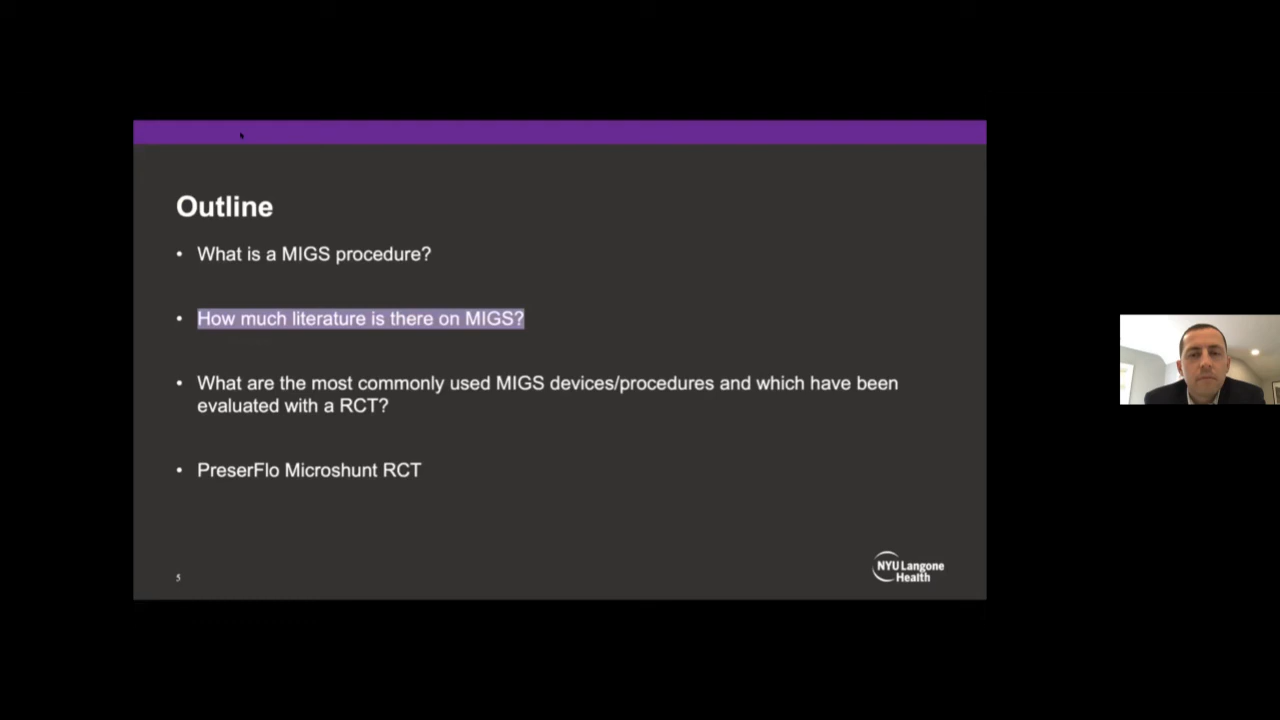 Outline
• What is a MIGS procedure?
• How much literature is there on MIGS?
• What are the most commonly used MIGS devices/procedures and which have been
evaluated with a RCT?
• PreserFlo Microshunt RCT
5
NYU Langone
Health